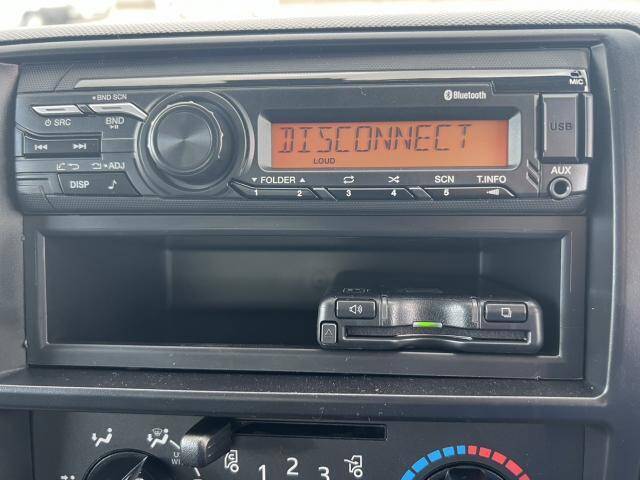 MIC
Bluetooth
BND SCN
SRC
BND
USB
DISCONNECT
LOUD
ADJ
DISP
FOLDER
SCN
T.INFO
AUX
1 2 3 4 5
1 2 3